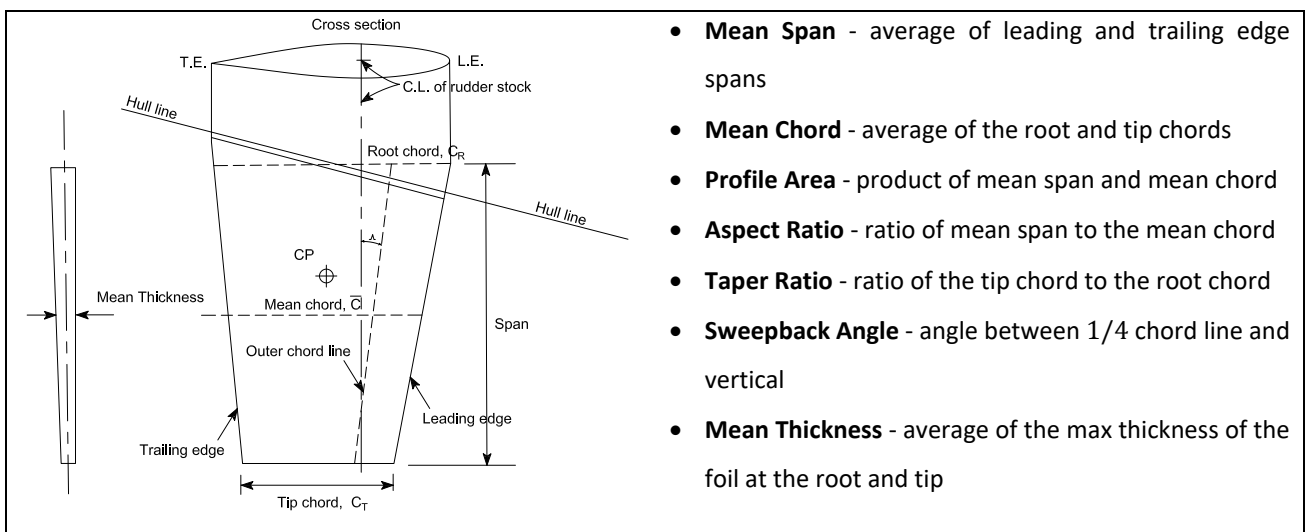 Cross section
T.E.
L.E.
C.L. of rudder stock
Hull line
Root chord, C_R
Hull line
Λ
CP
Mean Thickness
Mean chord, C̅
Span
Outer chord line
Leading edge
Trailing edge
Tip chord, C_T
• Mean Span - average of leading and trailing edge
spans
• Mean Chord - average of the root and tip chords
• Profile Area - product of mean span and mean chord
• Aspect Ratio - ratio of mean span to the mean chord
• Taper Ratio - ratio of the tip chord to the root chord
• Sweepback Angle - angle between 1/4 chord line and
vertical
• Mean Thickness - average of the max thickness of the
foil at the root and tip